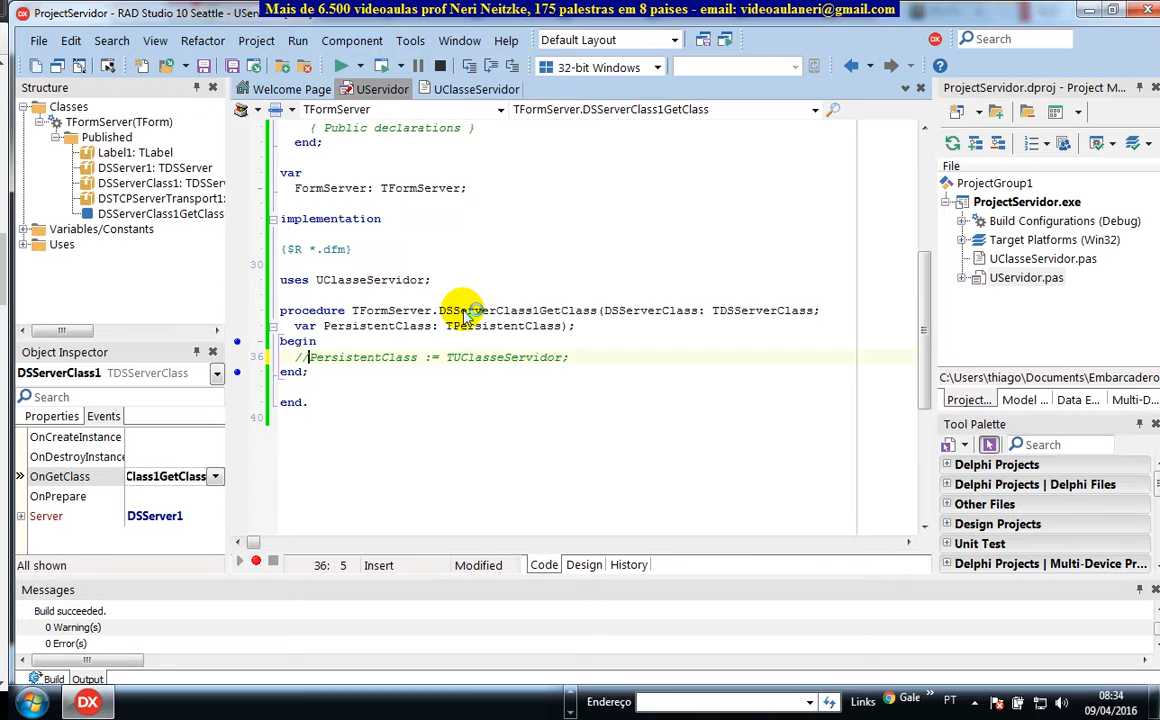 Mais de 6.500 videoaulas prof Neri Neitzke, 175 palestras em 8 paises - email: videoaulaneri@gmail.com
ProjectServidor - RAD Studio 10 Seattle - USer
File Edit Search View Refactor Project Run Component Tools Window Help Default Layout Search
32-bit Windows
Structure
Classes
TFormServer(TForm)
Published
Label1: TLabel
DSServer1: TDSServer
DSServerClass1: TDSSer
DSTCPServerTransport1:
DSServerClass1GetClass
Variables/Constants
Uses
Object Inspector
DSServerClass1 TDSServerClass
Search
Properties Events
OnCreateInstance
OnDestroyInstance
OnGetClass Class1GetClass
OnPrepare
Server DSServer1
All shown
Welcome Page UServidor UClasseServidor
TFormServer TFormServer.DSServerClass1GetClass
{ Public declarations }
end;
var
FormServer: TFormServer;
implementation
{$R *.dfm}
30
uses UClasseServidor;
procedure TFormServer.DSServerClass1GetClass(DSServerClass: TDSServerClass;
var PersistentClass: TPersistentClass);
begin
36 //PersistentClass := TUClasseServidor;
end;
end.
40
36: 5 Insert Modified Code Design History
ProjectServidor.dproj - Project M...
File
ProjectGroup1
ProjectServidor.exe
Build Configurations (Debug)
Target Platforms (Win32)
UClasseServidor.pas
UServidor.pas
C:\Users\thiago\Documents\Embarcadero
Project... Model ... Data E... Multi-D...
Tool Palette
Search
Delphi Projects
Delphi Projects | Delphi Files
Other Files
Design Projects
Unit Test
Delphi Projects | Multi-Device Pr...
Messages
Build succeeded.
0 Warning(s)
0 Error(s)
Build Output
DX Endereço Links Gale PT 08:34
09/04/2016